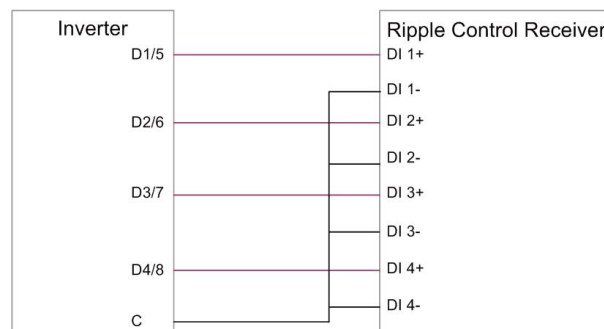 Inverter
D1/5
D2/6
D3/7
D4/8
C
Ripple Control Receiver
DI 1+
DI 1-
DI 2+
DI 2-
DI 3+
DI 3-
DI 4+
DI 4-